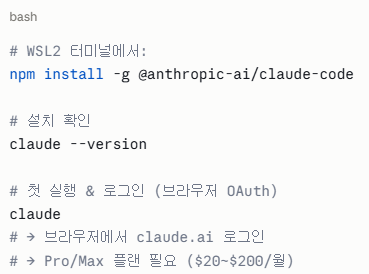 bash
# WSL2 터미널에서:
npm install -g @anthropic-ai/claude-code
# 설치 확인
claude --version
# 첫 실행 & 로그인 (브라우저 OAuth)
claude
# → 브라우저에서 claude.ai 로그인
# → Pro/Max 플랜 필요 ($20~$200/월)